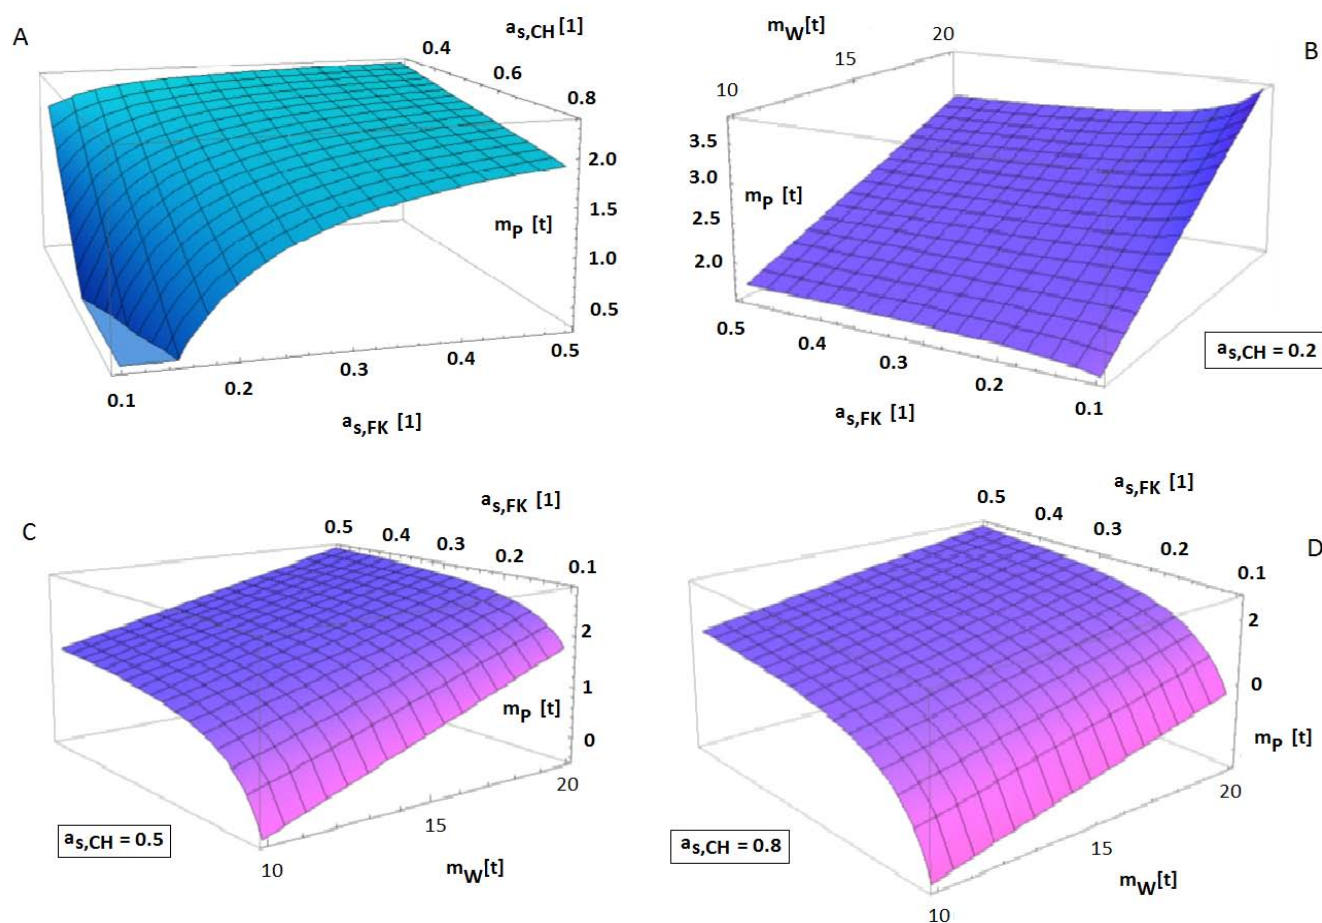 A
a_s,CH [1]
0.4
0.6
0.8
2.0
1.5
m_P [t]
1.0
0.5
0.1
0.2
0.3
0.4
0.5
a_s,FK [1]
B
m_W[t]
20
15
10
3.5
3.0
m_P [t]
2.5
2.0
0.5
0.4
0.3
0.2
0.1
a_s,FK [1]
a_s,CH = 0.2
C
a_s,FK [1]
0.5
0.4
0.3
0.2
0.1
2
1
m_P [t]
0
20
15
10
m_W[t]
a_s,CH = 0.5
D
a_s,FK [1]
0.5
0.4
0.3
0.2
0.1
2
0
m_P [t]
20
15
10
m_W[t]
a_s,CH = 0.8